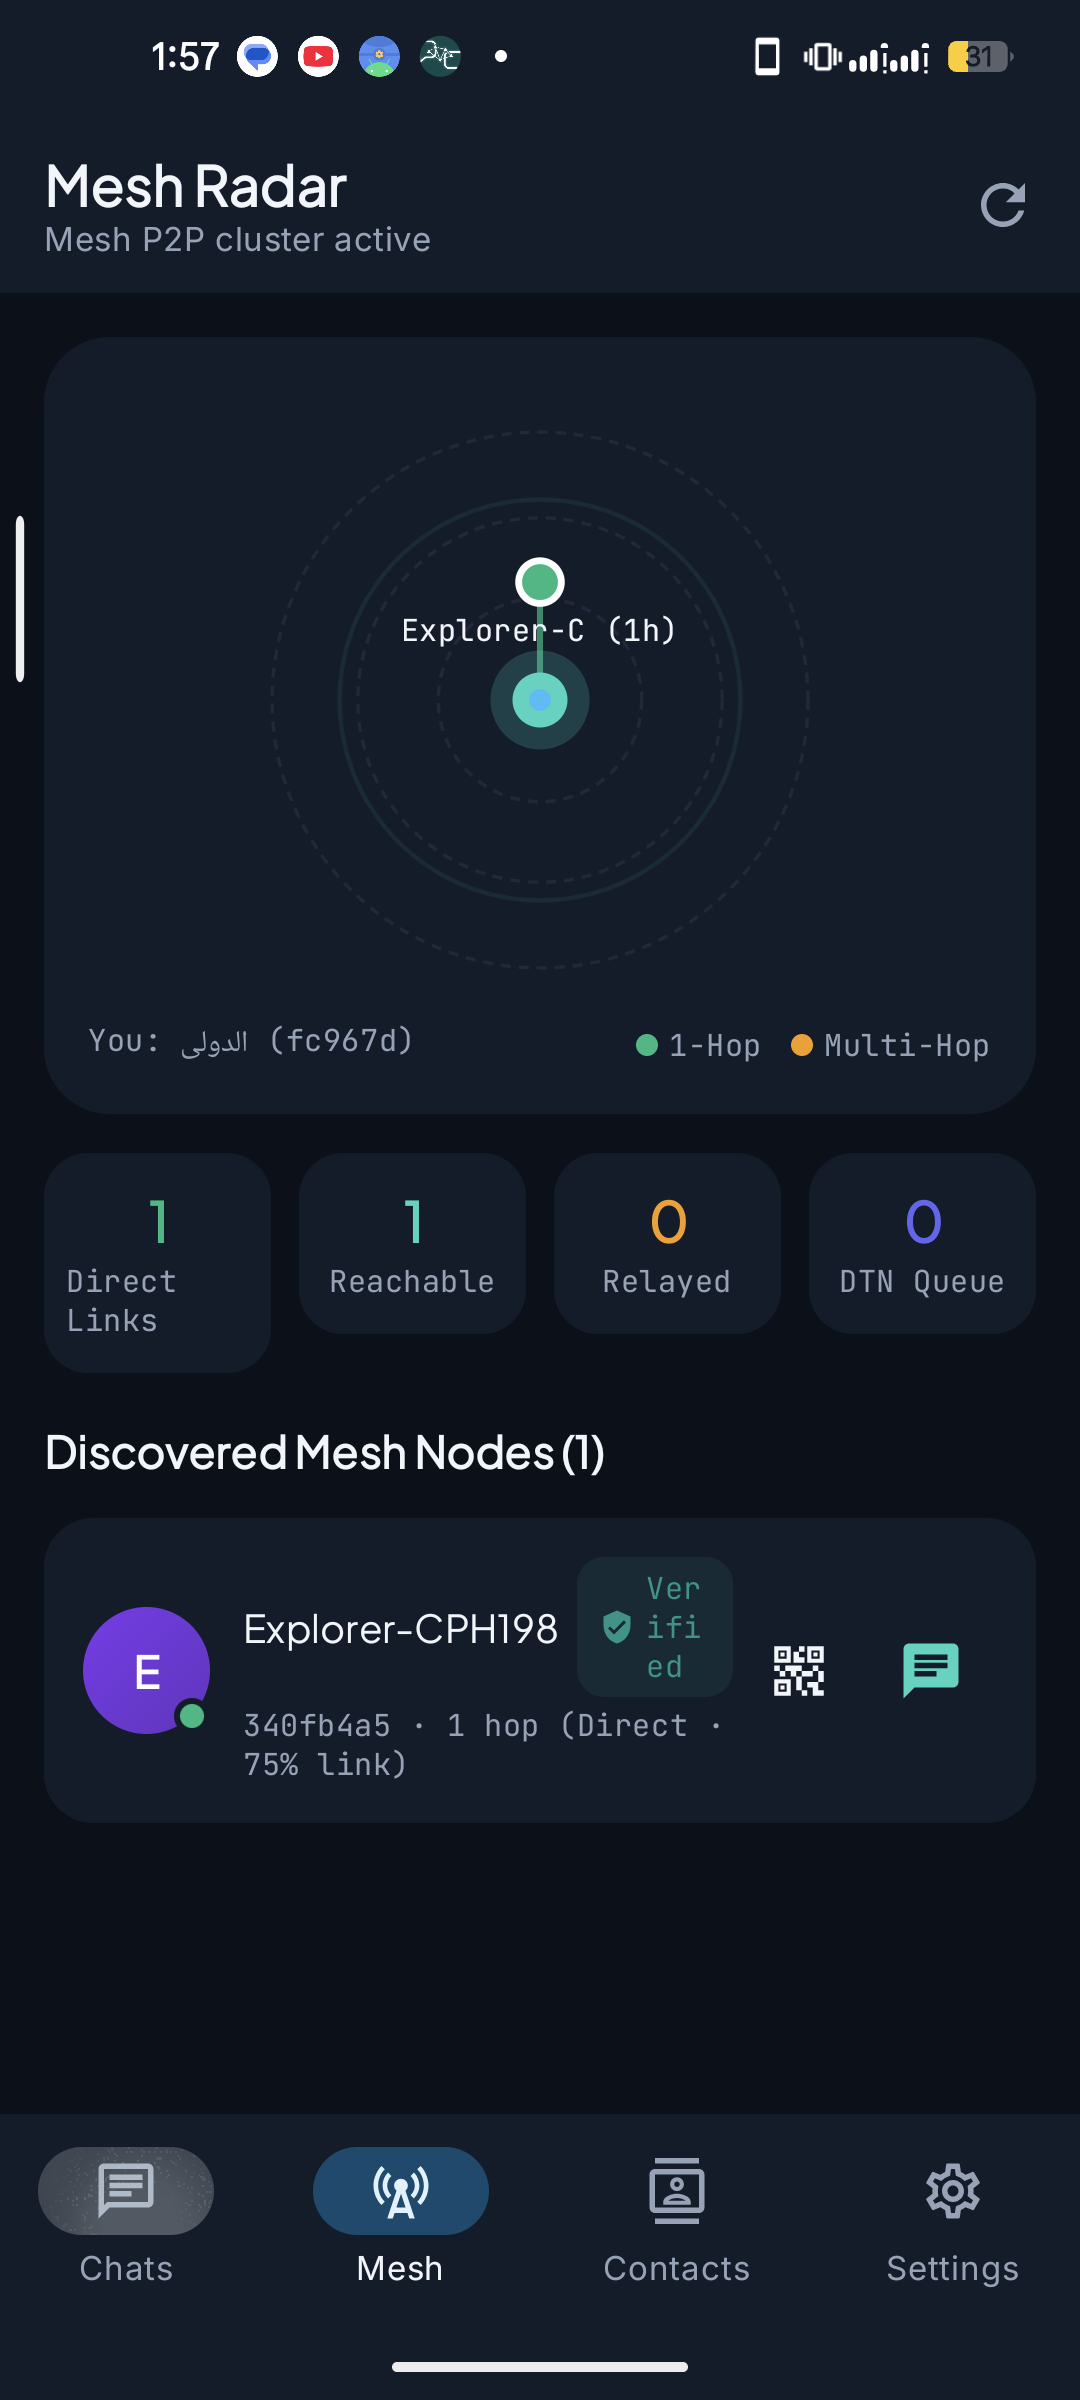 1:57
31
Mesh Radar
Mesh P2P cluster active
Explorer-C (1h)
You: الدولى (fc967d)
1-Hop
Multi-Hop
1
Direct
Links
1
Reachable
0
Relayed
0
DTN Queue
Discovered Mesh Nodes (1)
E
Explorer-CPH198
Ver
ifi
ed
340fb4a5 · 1 hop (Direct ·
75% link)
Chats
Mesh
Contacts
Settings